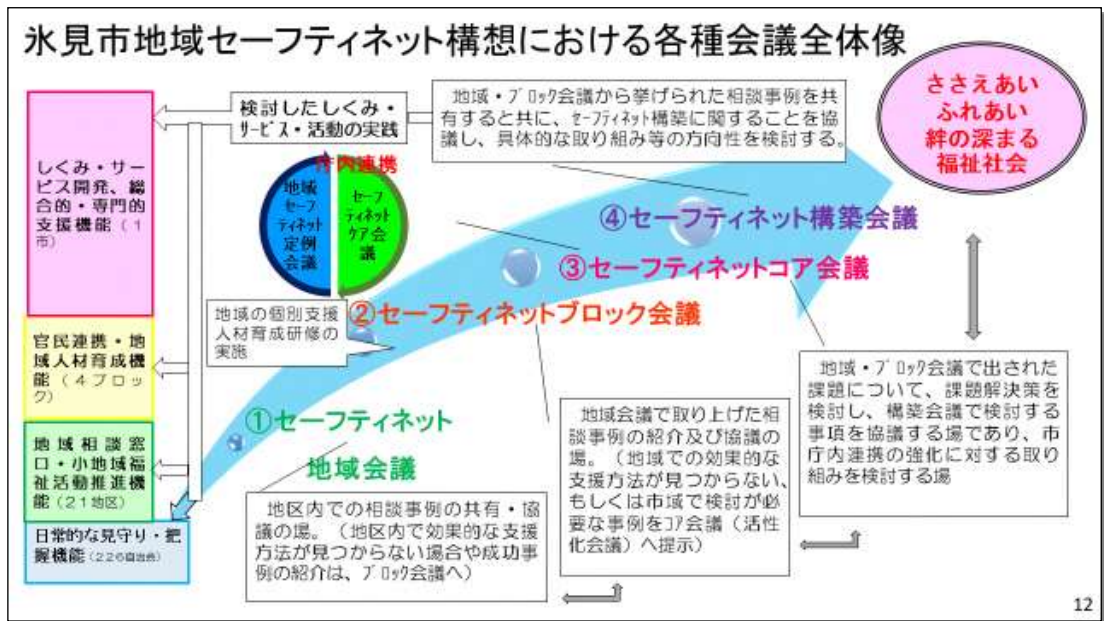 氷見市地域セーフティネット構想における各種会議全体像
ささえあい
ふれあい
絆の深まる
福祉社会
しくみ・サー
ビス開発、総
合的・専門的
支援機能(1
市)
官民連携・地
域人材育成機
能(4ブロッ
ク)
地域相談窓
口・小地域福
祉活動推進機
能(21地区)
日常的な見守り・把
握機能(226自治会)
検討したしくみ・
サービス・活動の実践
地域・ブロック会議から挙げられた相談事例を共
有すると共に、セーフティネット構築に関することを協
議し、具体的な取り組み等の方向性を検討する。
庁内連携
地域
セーフ
ティネット
定例
会議
セーフ
ティネット
ケア会
議
④セーフティネット構築会議
③セーフティネットコア会議
②セーフティネットブロック会議
地域の個別支援
人材育成研修の
実施
①セーフティネット
地域会議
地区内での相談事例の共有・協
議の場。(地区内で効果的な支援
方法が見つからない場合や成功事
例の紹介は、ブロック会議へ)
地域会議で取り上げた相
談事例の紹介及び協議の
場。(地域での効果的な
支援方法が見つからない、
もしくは市域で検討が必
要な事例をコア会議(活性
化会議)へ提示)
地域・ブロック会議で出された
課題について、課題解決策を
検討し、構築会議で検討する
事項を協議する場であり、市
庁内連携の強化に対する取り
組みを検討する場
12